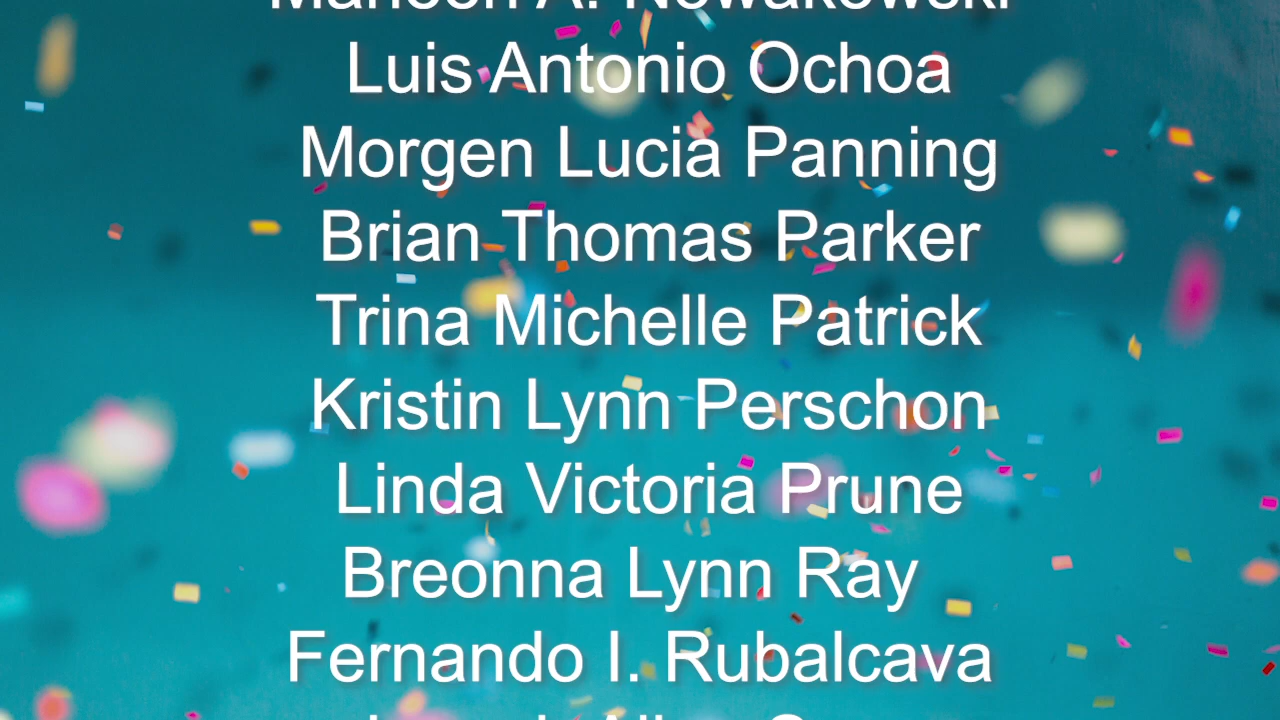 Luis Antonio Ochoa
Morgen Lucia Panning
Brian Thomas Parker
Trina Michelle Patrick
Kristin Lynn Perschon
Linda Victoria Prune
Breonna Lynn Ray
Fernando I. Rubalcava